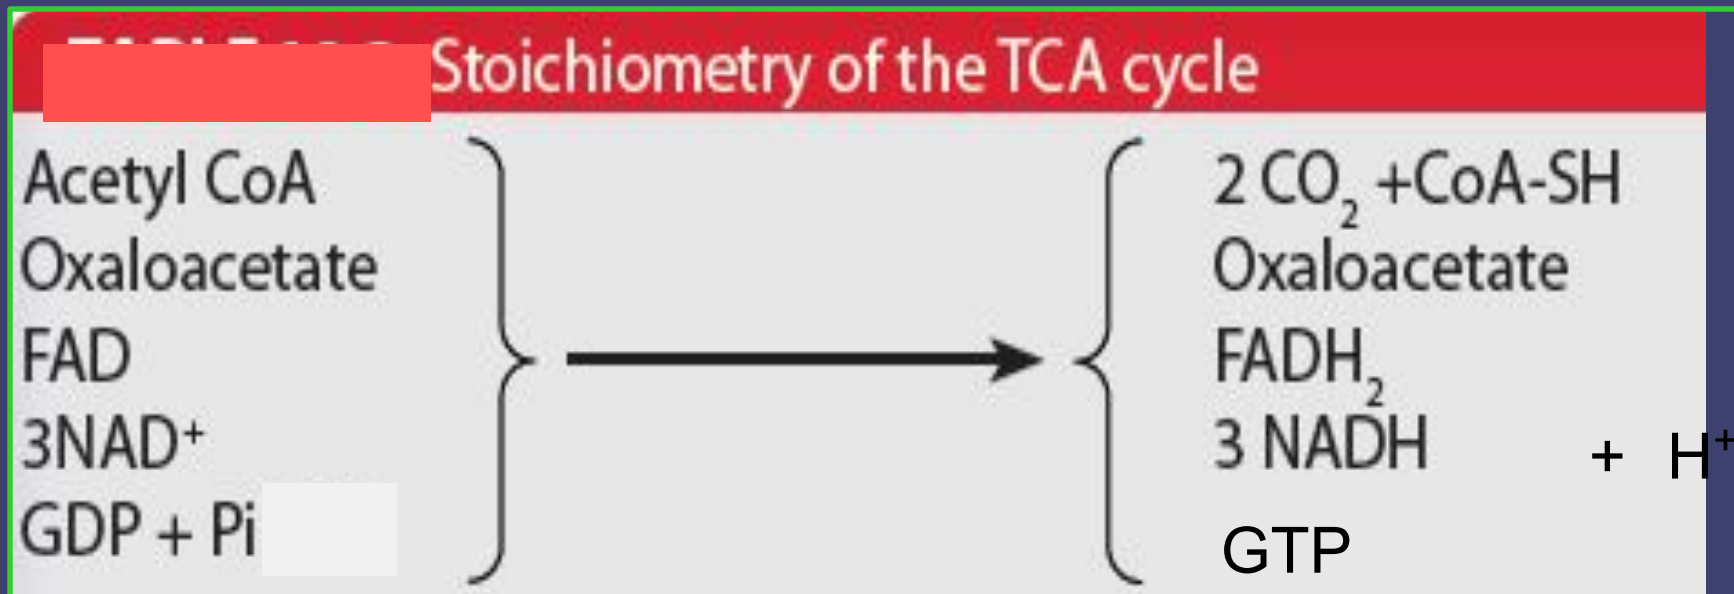 Stoichiometry of the TCA cycle
Acetyl CoA
Oxaloacetate
FAD
3NAD⁺
GDP + Pi
2 CO₂ +CoA-SH
Oxaloacetate
FADH₂
3 NADH + H⁺
GTP